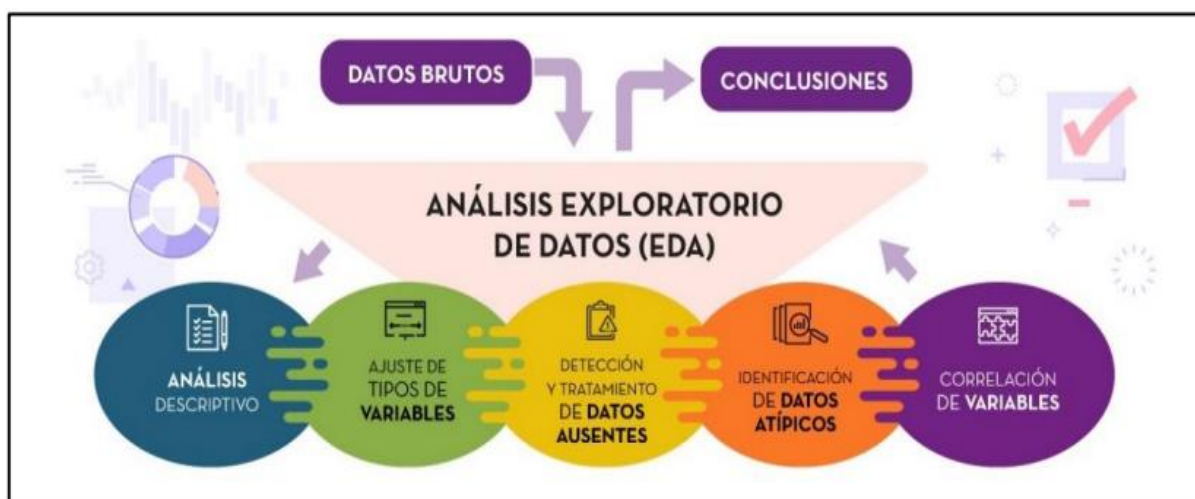 DATOS BRUTOS
CONCLUSIONES
ANÁLISIS EXPLORATORIO
DE DATOS (EDA)
ANÁLISIS
DESCRIPTIVO
AJUSTE DE
TIPOS DE
VARIABLES
DETECCIÓN
Y TRATAMIENTO
DE DATOS
AUSENTES
IDENTIFICACIÓN
DE DATOS
ATÍPICOS
CORRELACIÓN
DE VARIABLES